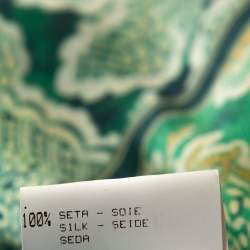 100% SETA - SOIE
SILK - SEIDE
SEDA